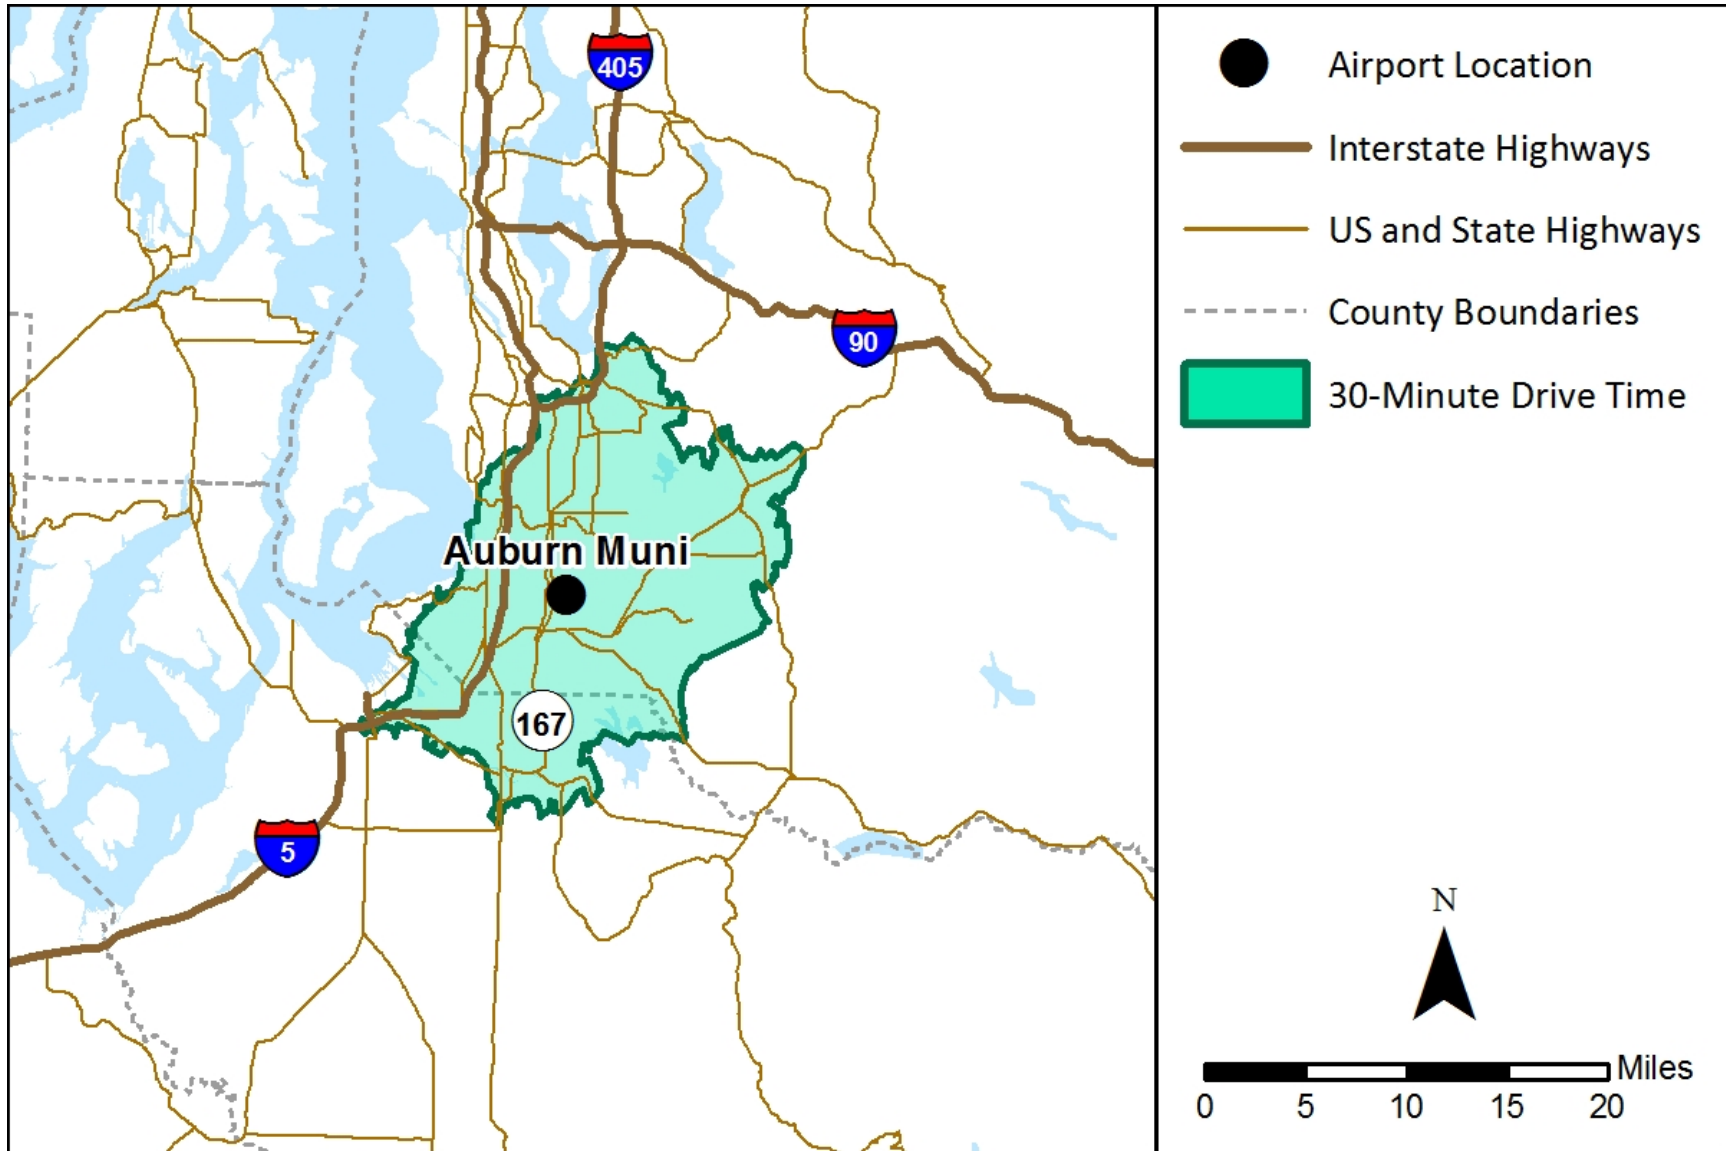 405
90
Auburn Muni
167
5
Airport Location
Interstate Highways
US and State Highways
County Boundaries
30-Minute Drive Time
N
Miles
0 5 10 15 20